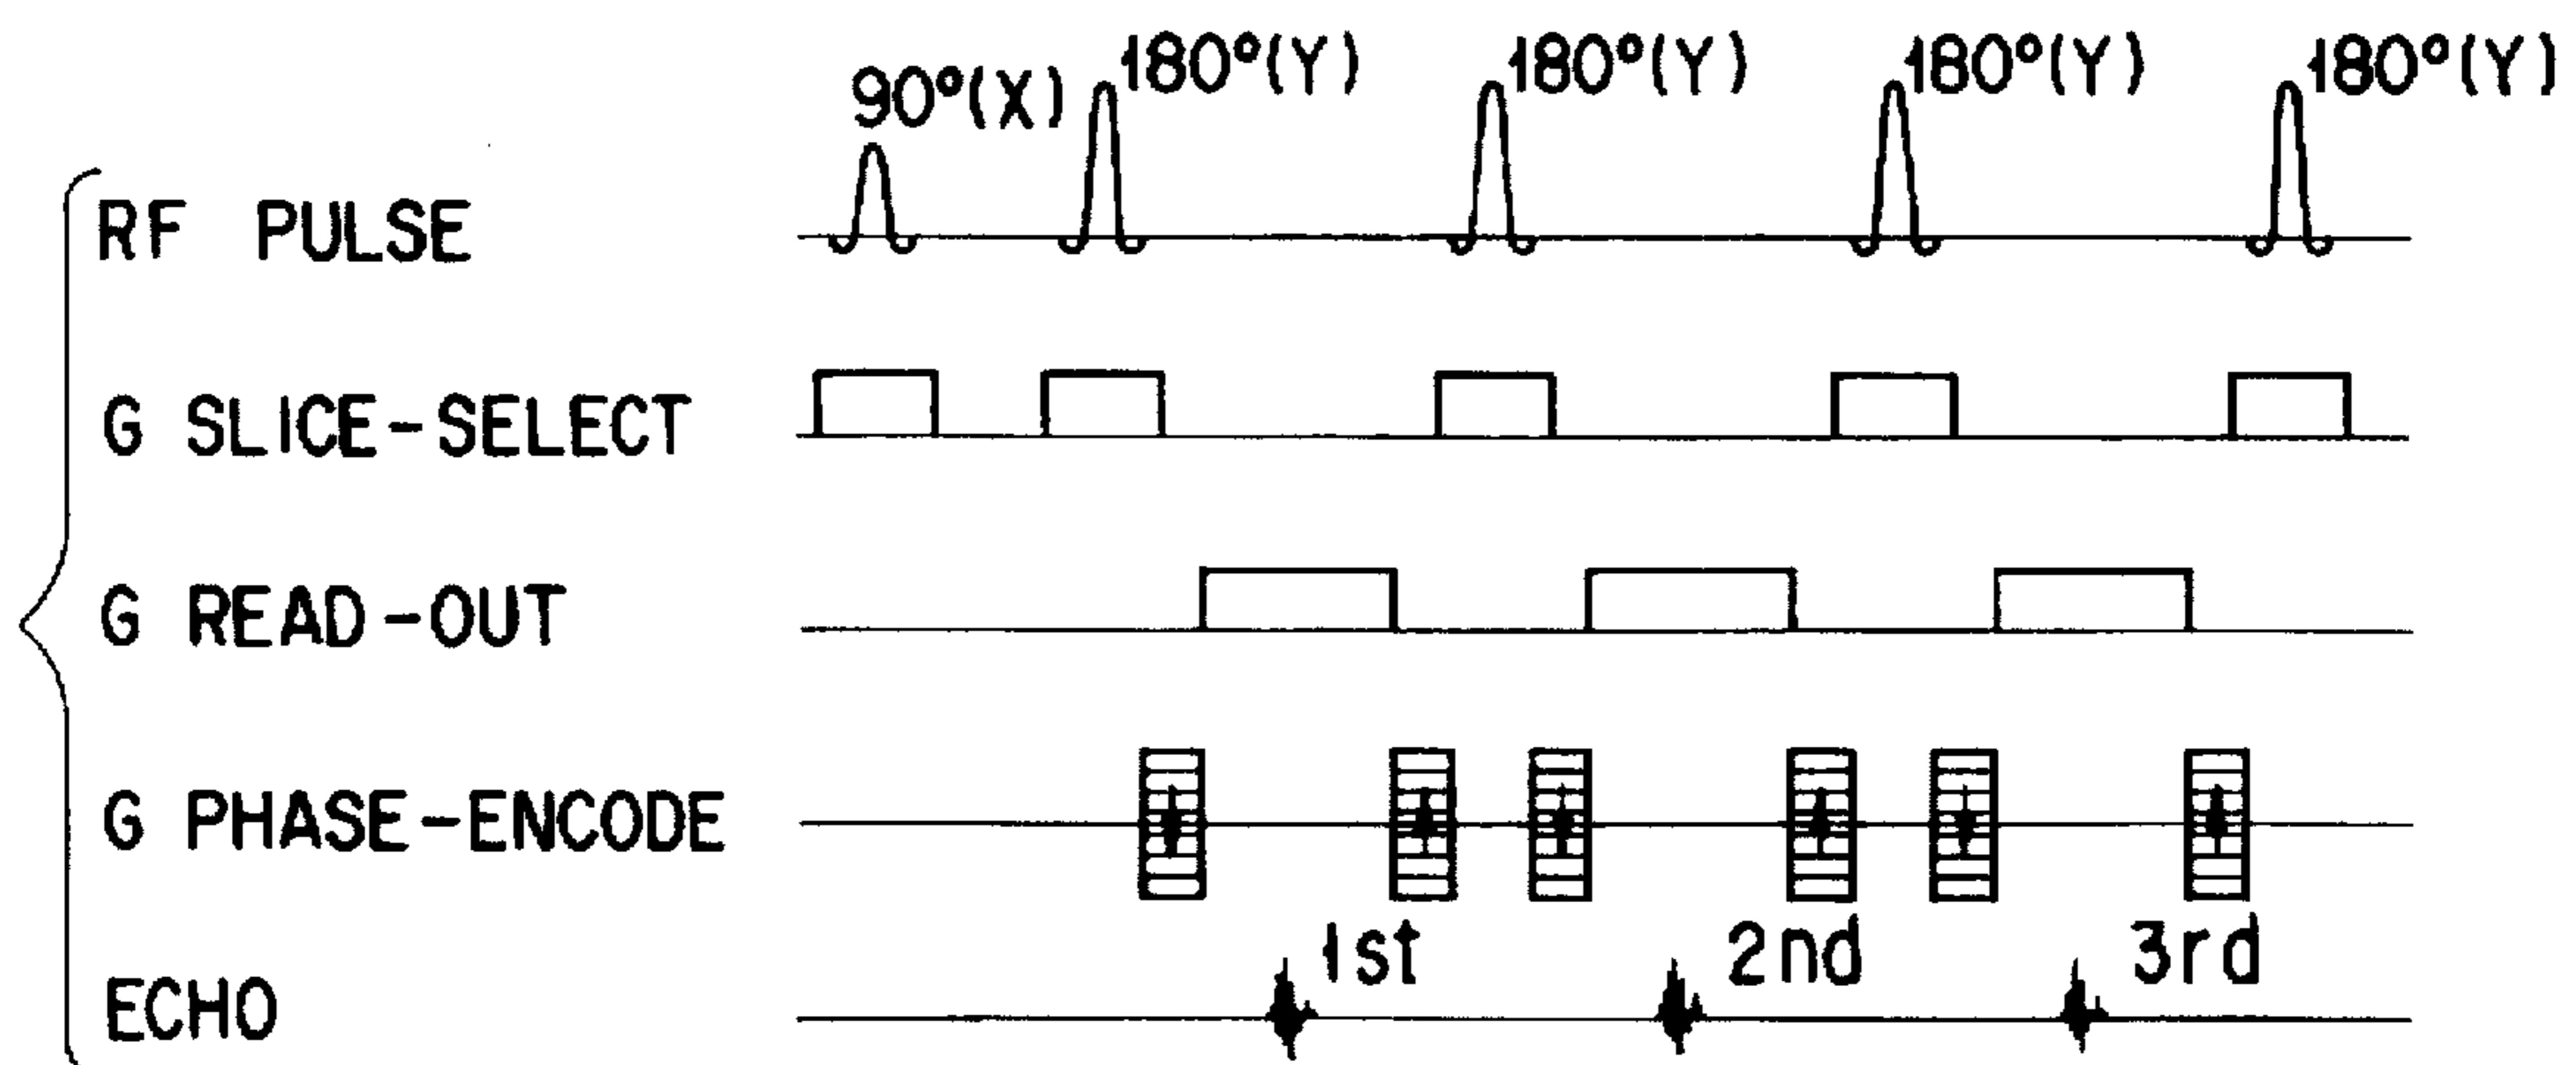 90°(X) 180°(Y) 180°(Y) 180°(Y) 180°(Y)
RF PULSE
G SLICE-SELECT
G READ-OUT
G PHASE-ENCODE
1st 2nd 3rd
ECHO